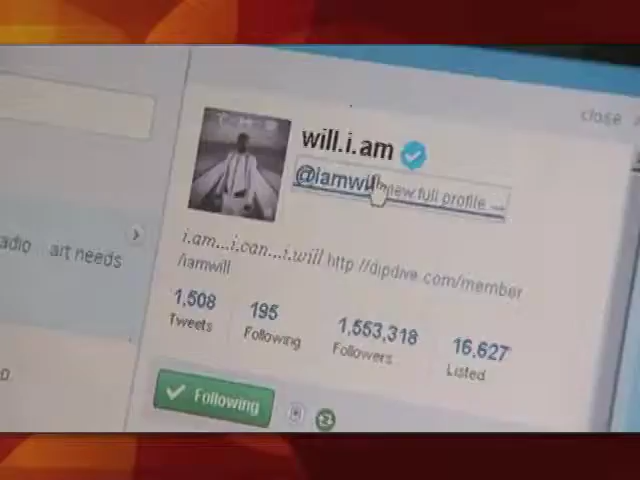 close
will.i.am
@iamwill view full profile →
i.am...i.can...i.will http://dipdive.com/member
/iamwill
adio art needs
1,508 195 1,553,318 16,627
Tweets Following Followers Listed
Following